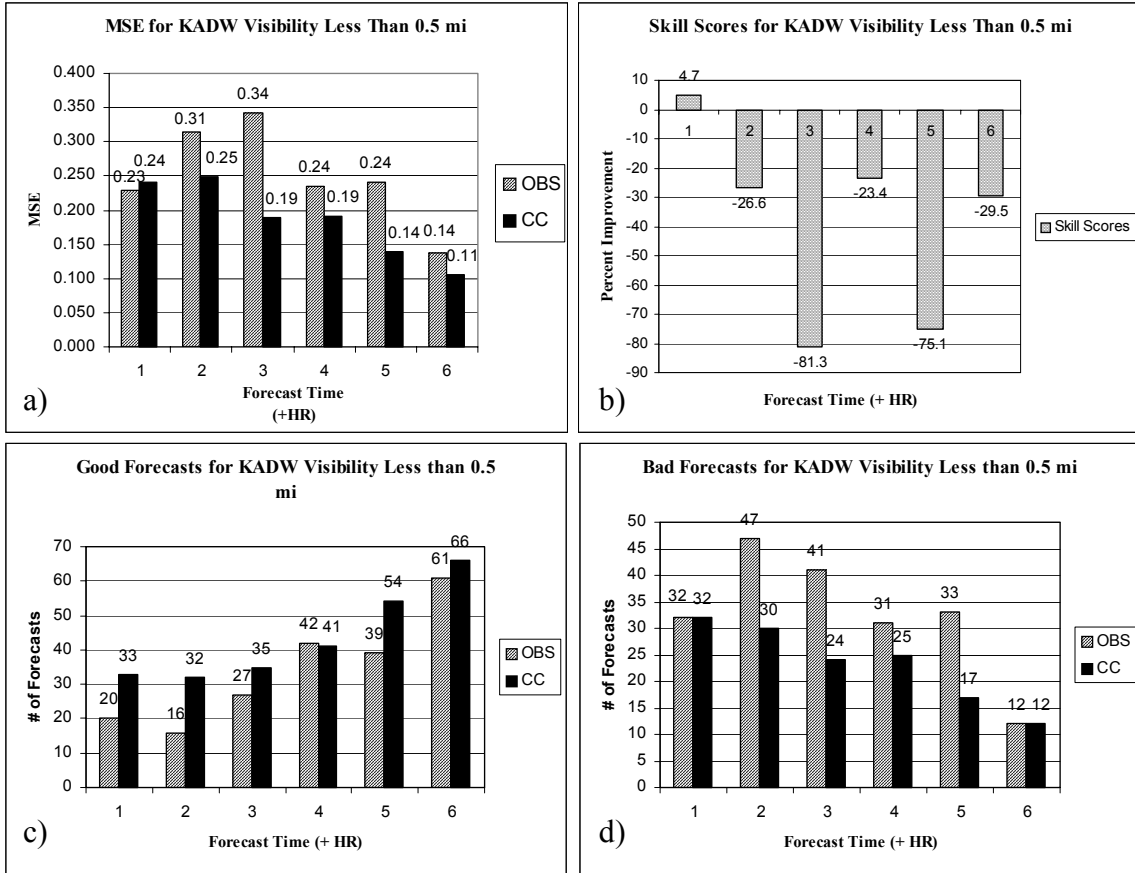 MSE for KADW Visibility Less Than 0.5 mi
0.400
0.350
0.300
0.250
0.200
0.150
0.100
0.050
0.000
MSE
0.23
0.24
0.31
0.25
0.34
0.19
0.24
0.19
0.24
0.14
0.14
0.11
1 2 3 4 5 6
Forecast Time
(+HR)
OBS
CC
a)
Skill Scores for KADW Visibility Less Than 0.5 mi
10
0
-10
-20
-30
-40
-50
-60
-70
-80
-90
Percent Improvement
4.7
1 2 3 4 5 6
-26.6
-81.3
-23.4
-75.1
-29.5
Forecast Time (+ HR)
Skill Scores
b)
Good Forecasts for KADW Visibility Less than 0.5
mi
70
60
50
40
30
20
10
0
# of Forecasts
20
33
16
32
27
35
42
41
39
54
61
66
1 2 3 4 5 6
Forecast Time (+ HR)
OBS
CC
c)
Bad Forecasts for KADW Visibility Less Than 0.5 mi
50
45
40
35
30
25
20
15
10
5
0
# of Forecasts
32
32
47
30
41
24
31
25
33
17
12
12
1 2 3 4 5 6
Forecast Time (+ HR)
OBS
CC
d)